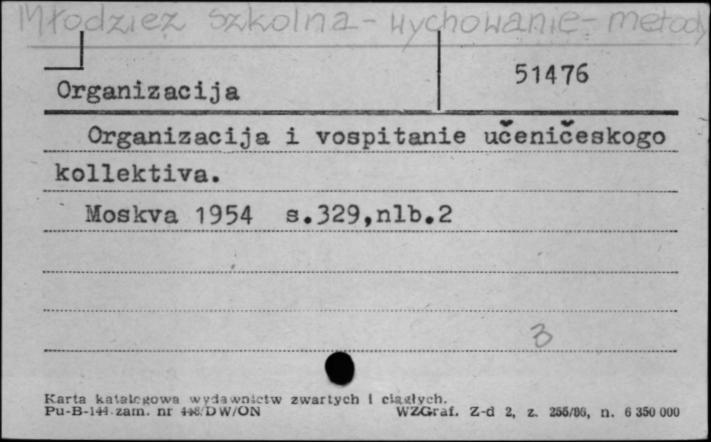 Młodzież szkolna - wychowanie - metody
51476
Organizacija
Organizacija i vospitanie učeničeskogo
kollektiva.
Moskva 1954 s.329,nlb.2
3
Karta katalogowa wydawnictw zwartych i ciągłych.
Pu-B-144 zam. nr 448/DW/ON WZGraf. Z-d 2, z. 255/86, n. 6 350 000